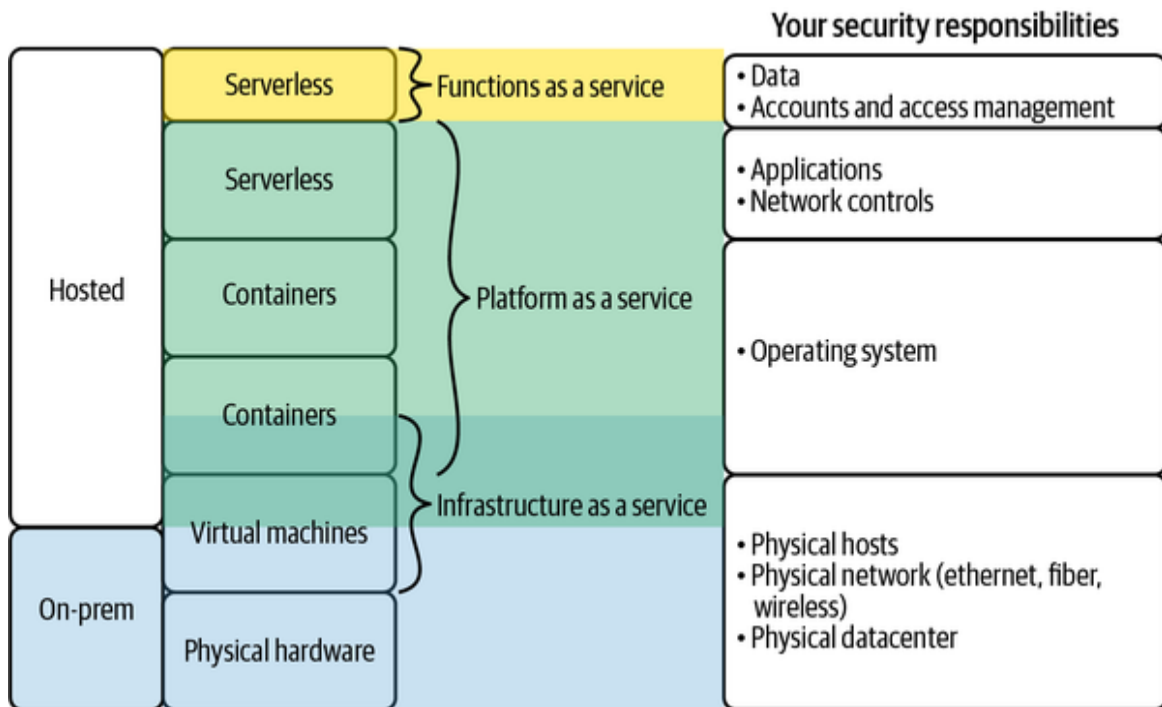 Your security responsibilities
Hosted
On-prem
Serverless
Serverless
Containers
Containers
Virtual machines
Physical hardware
Functions as a service
Platform as a service
Infrastructure as a service
• Data
• Accounts and access management
• Applications
• Network controls
• Operating system
• Physical hosts
• Physical network (ethernet, fiber,
wireless)
• Physical datacenter